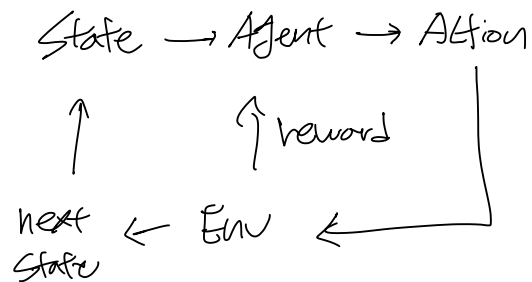 State → Agent → Action
reward
next ← Env ←
state